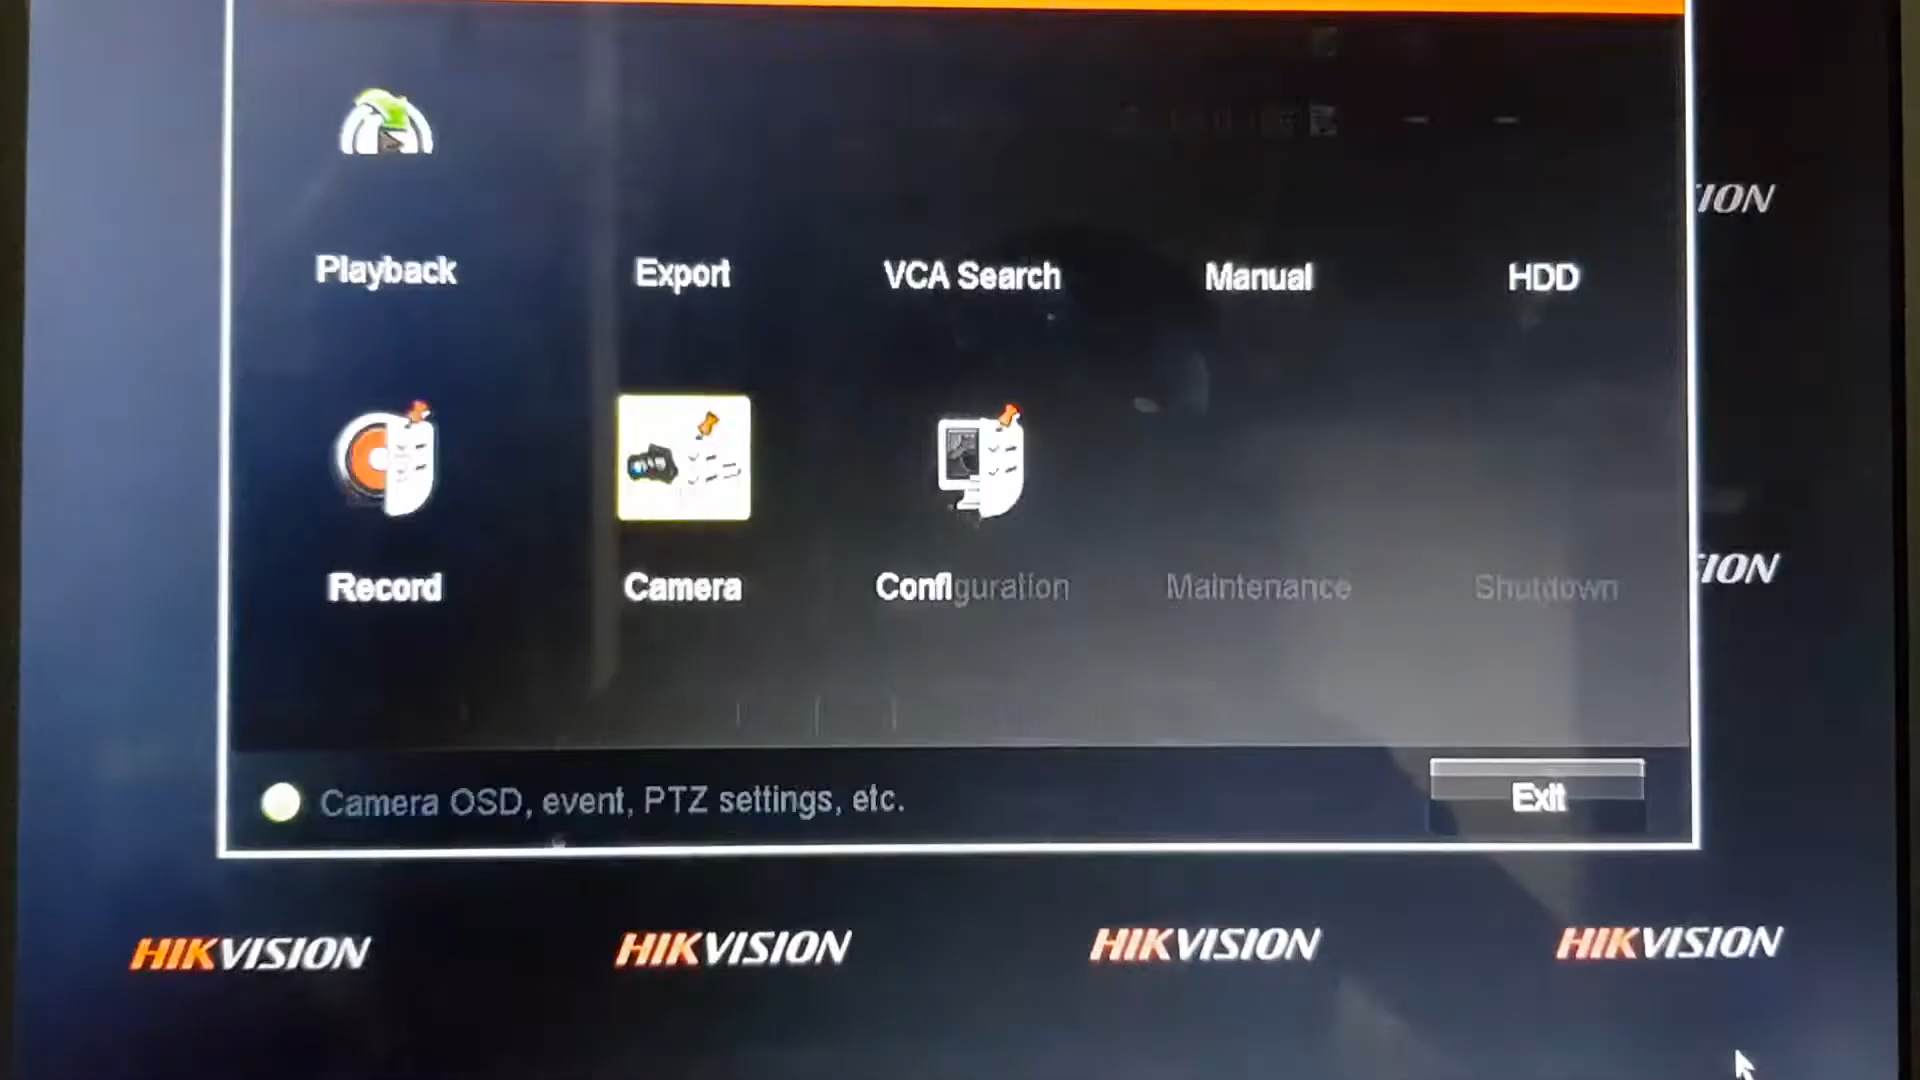 ION
Playback Export VCA Search Manual HDD
ION
Record Camera Configuration Maintenance Shutdown
Camera OSD, event, PTZ settings, etc. Exit
HIKVISION HIKVISION HIKVISION HIKVISION